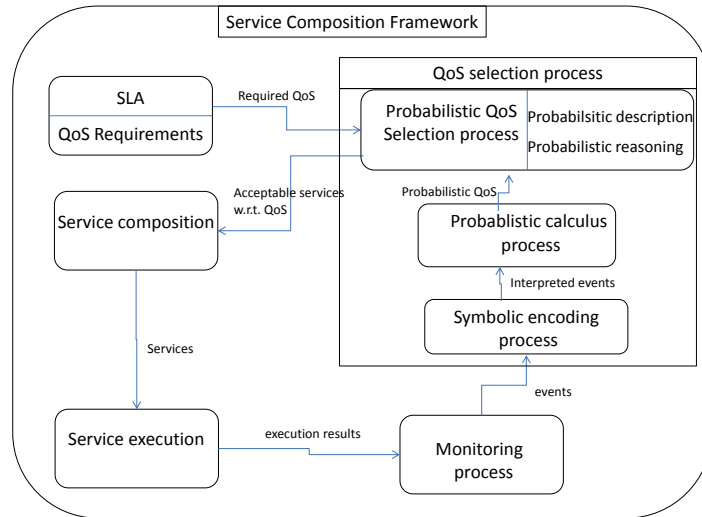 Service Composition Framework
QoS selection process
SLA
QoS Requirements
Required QoS
Probabilistic QoS
Selection process
Probabilsitic description
Probabilistic reasoning
Acceptable services
w.r.t. QoS
Probabilistic QoS
Service composition
Probablistic calculus
process
Interpreted events
Symbolic encoding
process
Services
events
Service execution
execution results
Monitoring
process